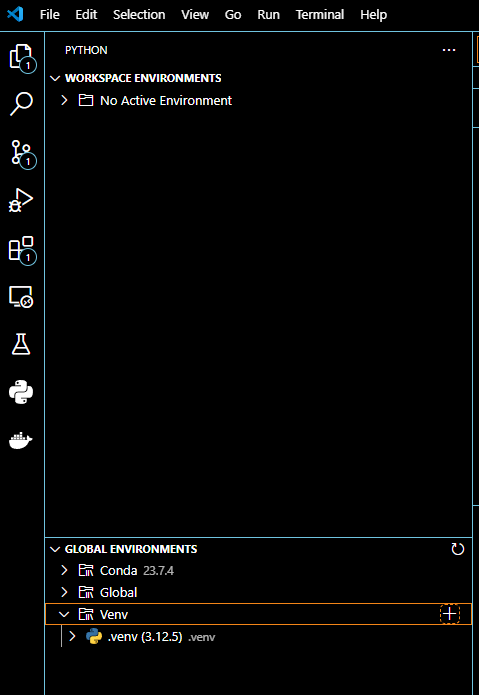 File Edit Selection View Go Run Terminal Help
PYTHON
WORKSPACE ENVIRONMENTS
No Active Environment
1
1
1
GLOBAL ENVIRONMENTS
Conda 23.7.4
Global
Venv
.venv (3.12.5) .venv